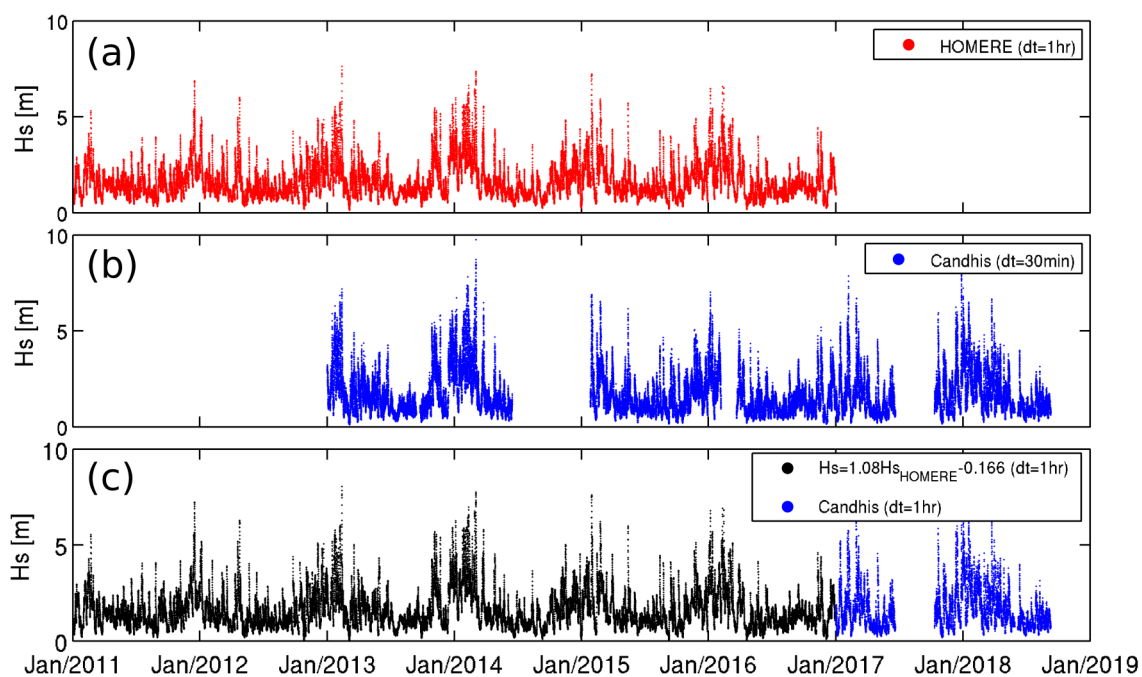 10
(a)
HOMERE (dt=1hr)
Hs [m]
5
0
10
(b)
Candhis (dt=30min)
Hs [m]
5
0
10
(c)
Hs=1.08Hs_HOMERE-0.166 (dt=1hr)
Candhis (dt=1hr)
Hs [m]
5
0
Jan/2011 Jan/2012 Jan/2013 Jan/2014 Jan/2015 Jan/2016 Jan/2017 Jan/2018 Jan/2019